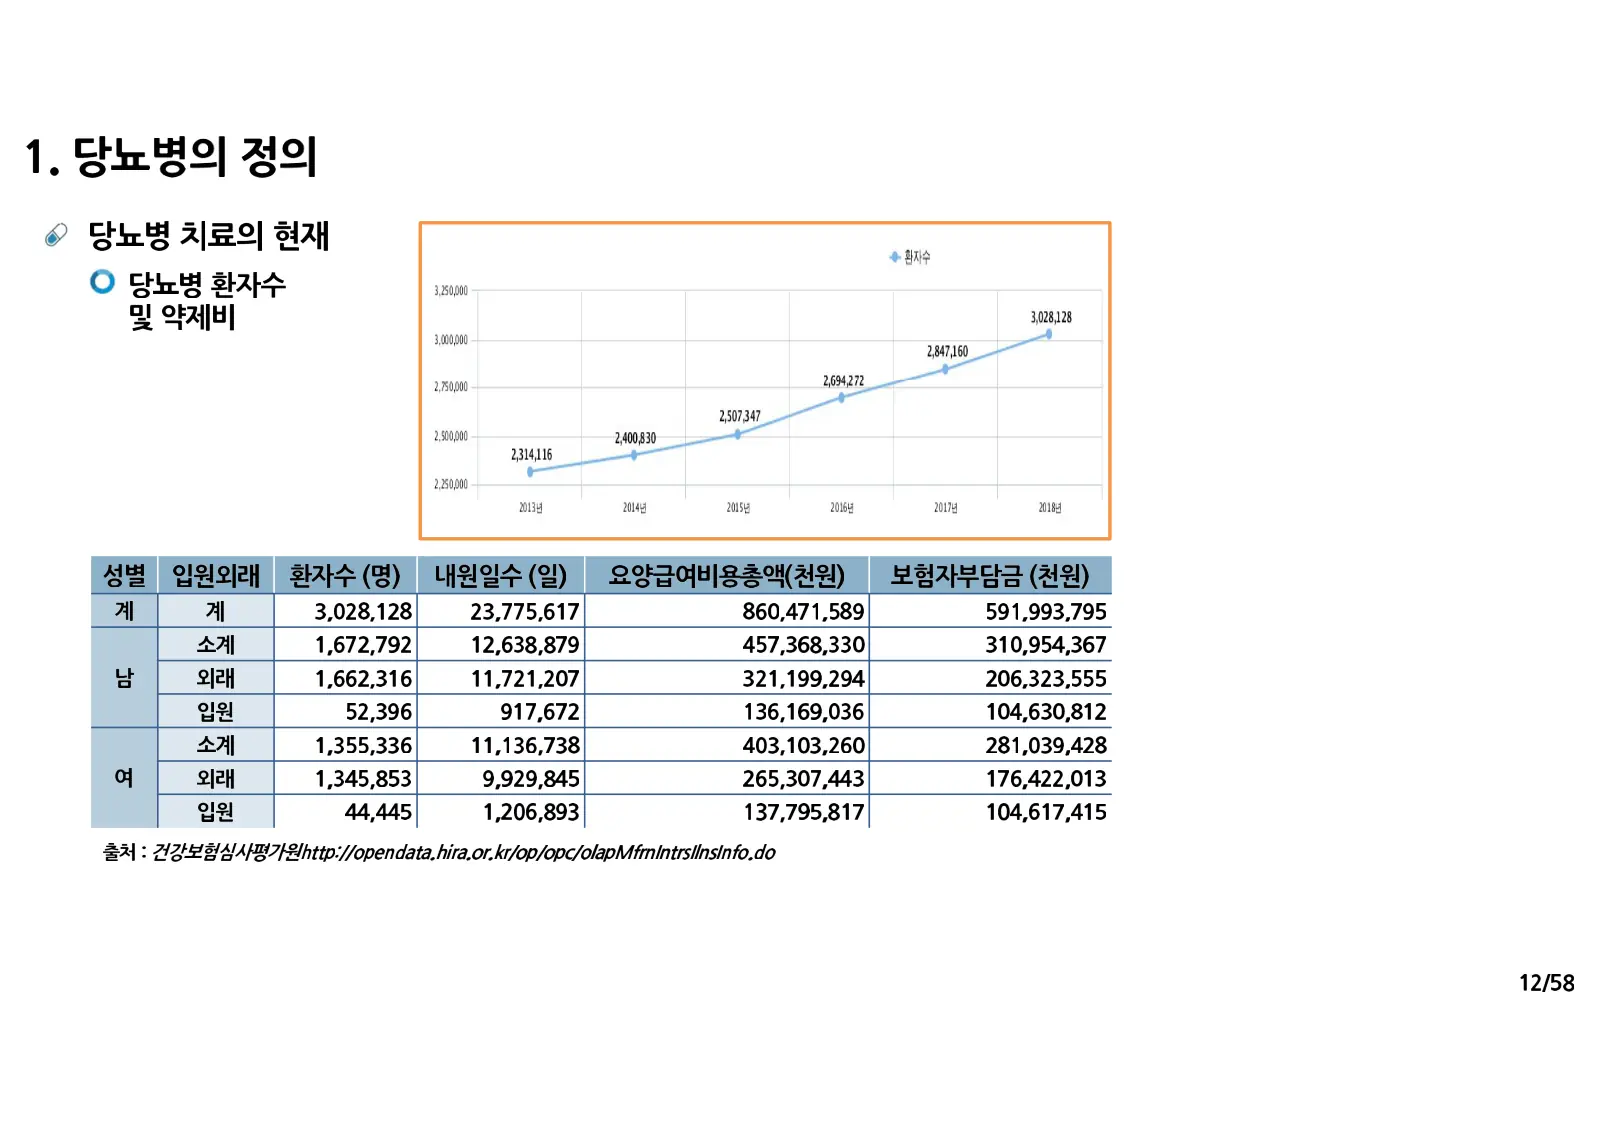 1. 당뇨병의 정의
당뇨병 치료의 현재
당뇨병 환자수
및 약제비
환자수
3,250,000
3,000,000
2,750,000
2,500,000
2,250,000
2,314,116
2,400,830
2,507,347
2,694,272
2,847,160
3,028,128
2013년 2014년 2015년 2016년 2017년 2018년
성별 입원외래 환자수 (명) 내원일수 (일) 요양급여비용총액(천원) 보험자부담금 (천원)
계 계 3,028,128 23,775,617 860,471,589 591,993,795
남 소계 1,672,792 12,638,879 457,368,330 310,954,367
외래 1,662,316 11,721,207 321,199,294 206,323,555
입원 52,396 917,672 136,169,036 104,630,812
여 소계 1,355,336 11,136,738 403,103,260 281,039,428
외래 1,345,853 9,929,845 265,307,443 176,422,013
입원 44,445 1,206,893 137,795,817 104,617,415
출처 : 건강보험심사평가원http://opendata.hira.or.kr/op/opc/olapMfrnIntrsIlnsInfo.do
12/58